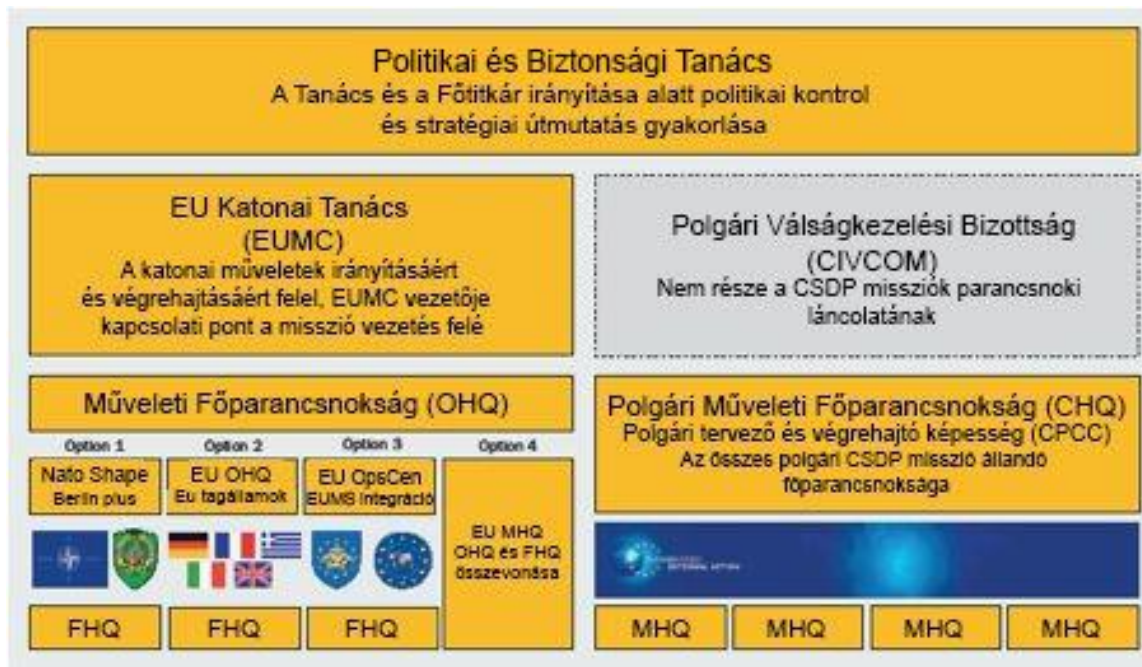 Politikai és Biztonsági Tanács
A Tanács és a Főtitkár irányítása alatt politikai kontrol
és stratégiai útmutatás gyakorlása
EU Katonai Tanács
(EUMC)
A katonai műveletek irányításáért
és végrehajtásáért felel, EUMC vezetője
kapcsolati pont a misszió vezetés felé
Polgári Válságkezelési Bizottság
(CIVCOM)
Nem része a CSDP missziók parancsnoki
láncolatának
Műveleti Főparancsnokság (OHQ)
Option 1
Option 2
Option 3
Option 4
Nato Shape
Berlin plus
EU OHQ
Eu tagállamok
EU OpsCen
EUMS integráció
EU MHQ
OHQ és FHQ
összevonása
FHQ
FHQ
FHQ
Polgári Műveleti Főparancsnokság (CHQ)
Polgári tervező és végrehajtó képesség (CPCC)
Az összes polgári CSDP misszió állandó
főparancsnoksága
EXTERNAL ACTION
MHQ
MHQ
MHQ
MHQ